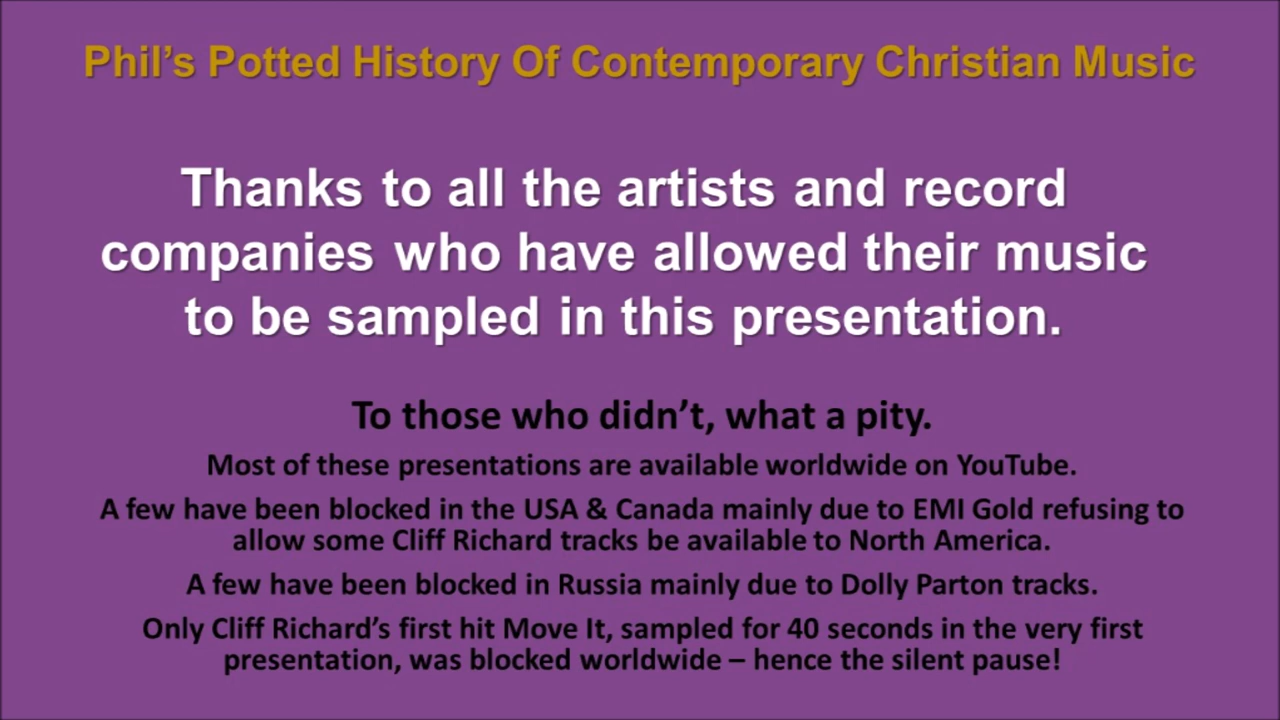 Phil’s Potted History Of Contemporary Christian Music
Thanks to all the artists and record
companies who have allowed their music
to be sampled in this presentation.
To those who didn’t, what a pity.
Most of these presentations are available worldwide on YouTube.
A few have been blocked in the USA & Canada mainly due to EMI Gold refusing to
allow some Cliff Richard tracks be available to North America.
A few have been blocked in Russia mainly due to Dolly Parton tracks.
Only Cliff Richard’s first hit Move It, sampled for 40 seconds in the very first
presentation, was blocked worldwide – hence the silent pause!